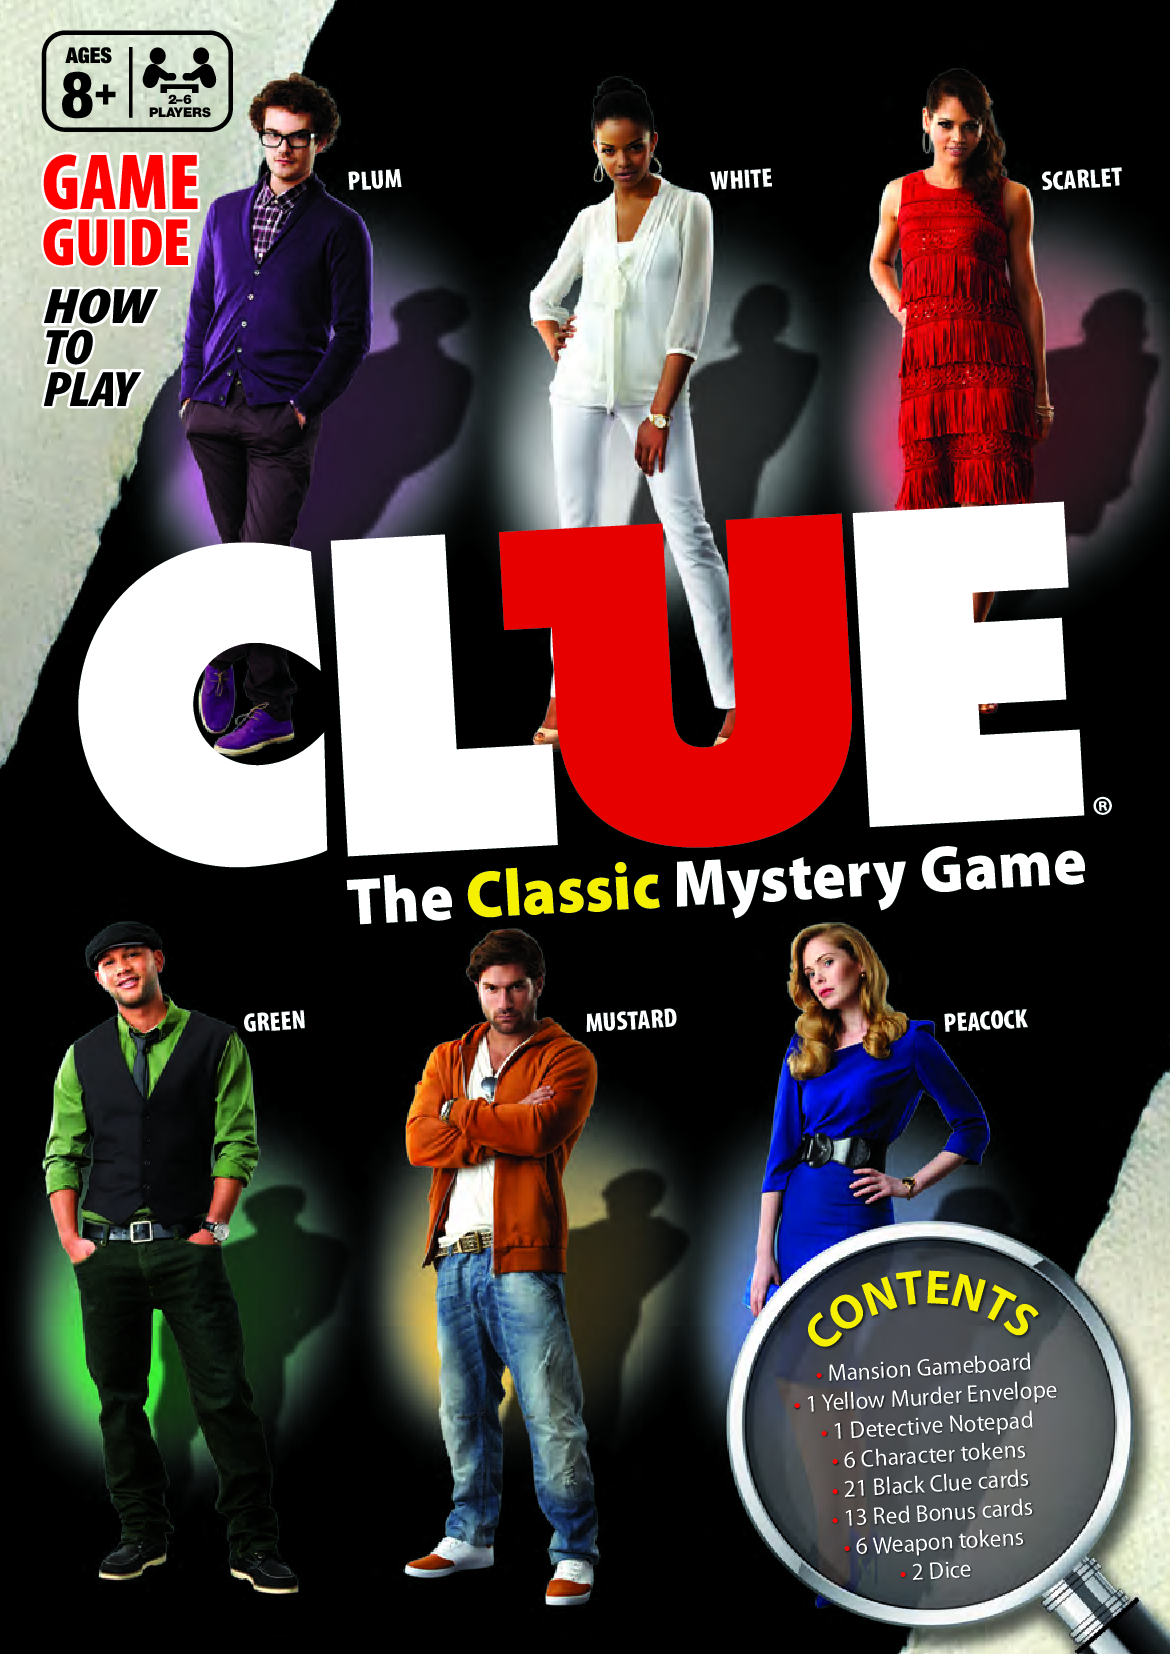 AGES
8+
2–6
PLAYERS
GAME
GUIDE
HOW
TO
PLAY
PLUM
WHITE
SCARLET
CLUE®
The Classic Mystery Game
GREEN
MUSTARD
PEACOCK
CONTENTS
• Mansion Gameboard
• 1 Yellow Murder Envelope
• 1 Detective Notepad
• 6 Character tokens
• 21 Black Clue cards
• 13 Red Bonus cards
• 6 Weapon tokens
• 2 Dice